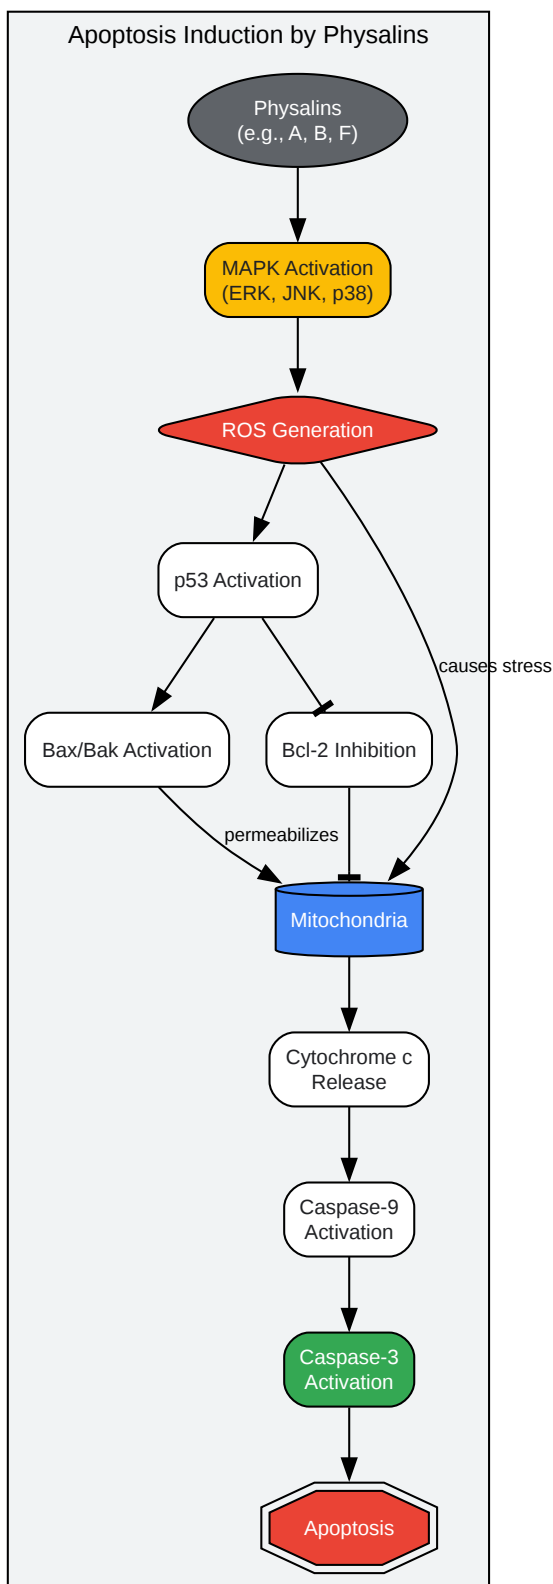 Apoptosis Induction by Physalins
Physalins
(e.g., A, B, F)
MAPK Activation
(ERK, JNK, p38)
ROS Generation
p53 Activation
causes stress
Bax/Bak Activation
Bcl-2 Inhibition
permeabilizes
Mitochondria
Cytochrome c
Release
Caspase-9
Activation
Caspase-3
Activation
Apoptosis